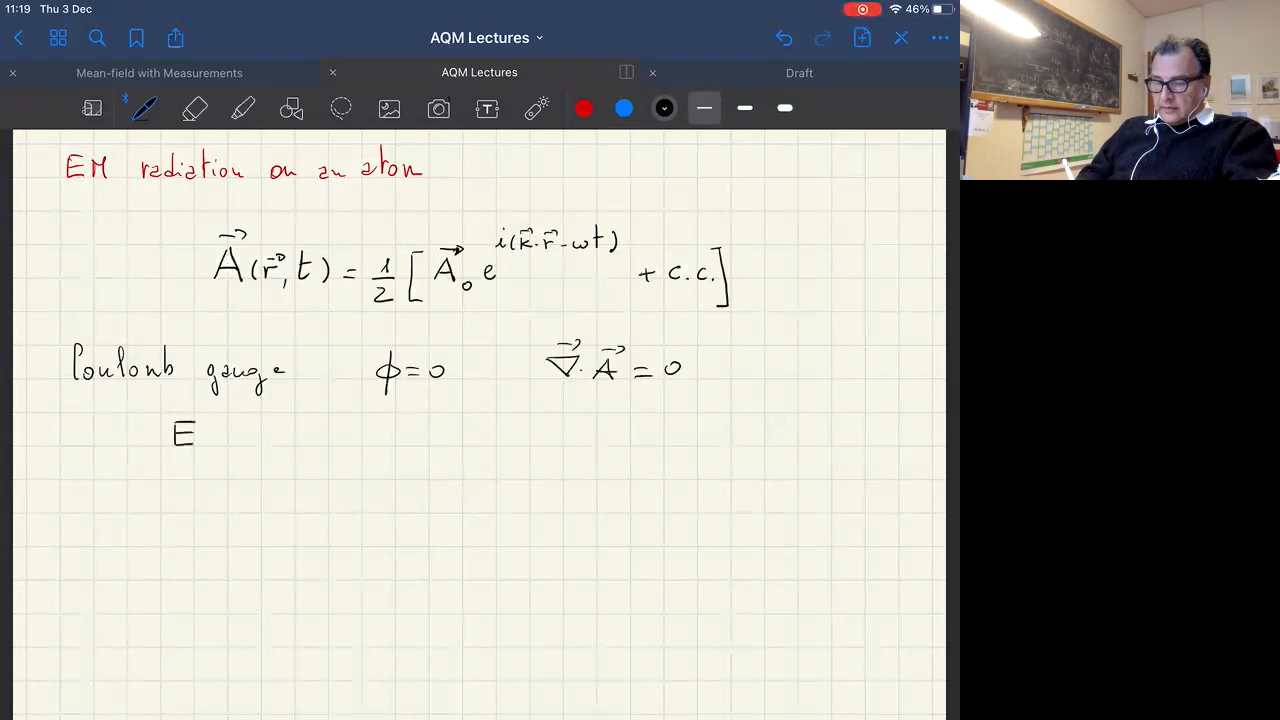 11:19 Thu 3 Dec 46%
AQM Lectures
Mean-field with Measurements AQM Lectures Draft
EM radiation on an atom
A⃗(r⃗,t) = 1/2 [A⃗₀ e^{i(k⃗·r⃗-ωt)} + c.c.]
Coulomb gauge ϕ=0 ∇⃗·A⃗=0
E